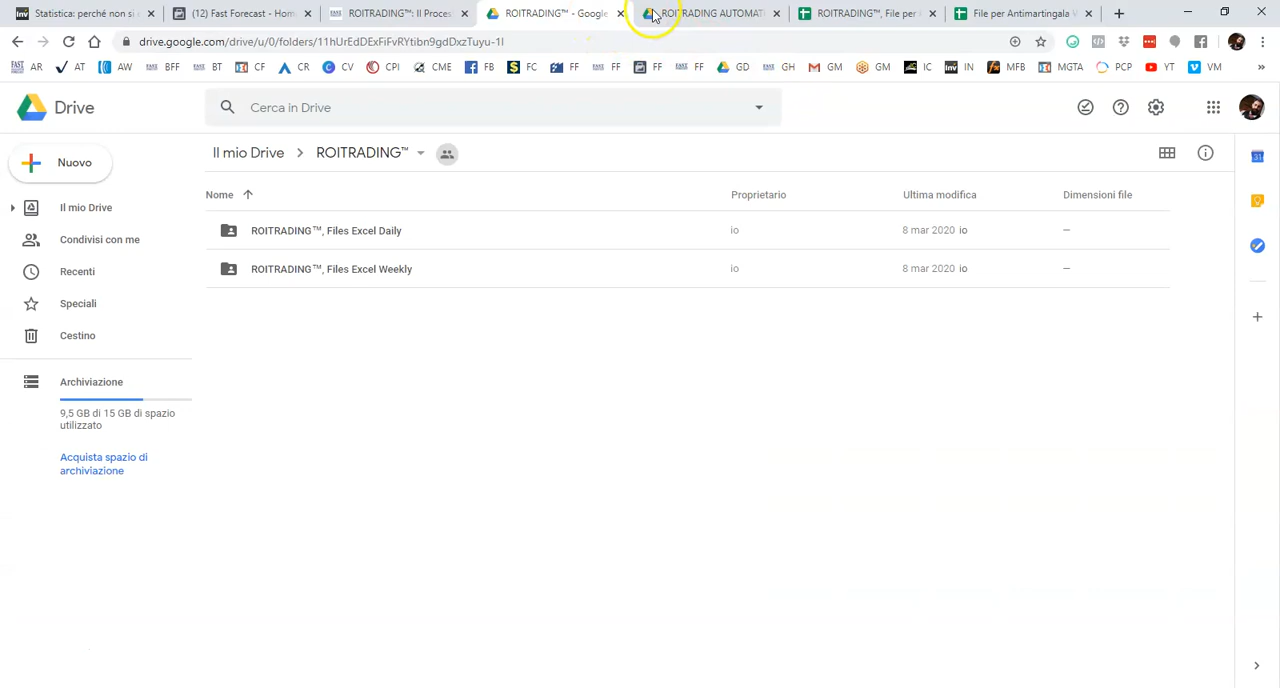 Statistica: perché non si (12) Fast Forecast - Hom ROITRADING™: Il Proces ROITRADING™ - Google ROITRADING AUTOMAT ROITRADING™, File per File per Antimartingala
drive.google.com/drive/u/0/folders/11hUrEdDExFiFvRYtibn9gdDxzTuyu-1I
AR AT AW BFF BT CF CR CV CPI CME FB FC FF FF FF FF GD GH GM GM IC IN MFB MGTA PCP YT VM »
Drive Cerca in Drive
Il mio Drive ROITRADING™
Nuovo
Nome Proprietario Ultima modifica Dimensioni file
Il mio Drive
ROITRADING™, Files Excel Daily io 8 mar 2020 io —
Condivisi con me
ROITRADING™, Files Excel Weekly io 8 mar 2020 io —
Recenti
Speciali
Cestino
Archiviazione
9,5 GB di 15 GB di spazio
utilizzato
Acquista spazio di
archiviazione
31